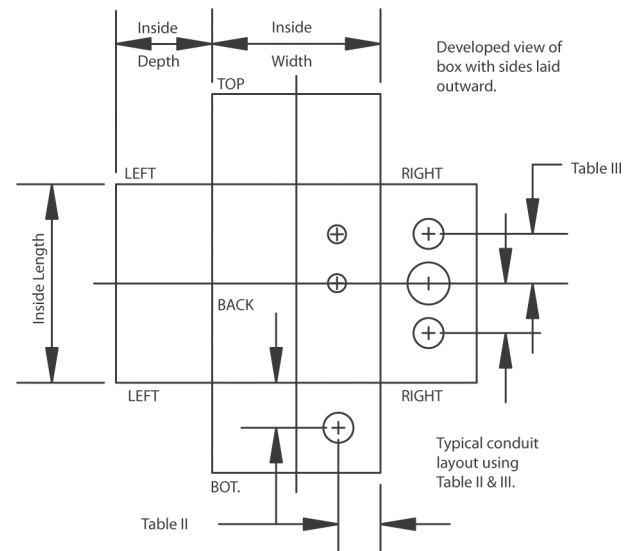 Inside
Depth
Inside
Width
Developed view of
box with sides laid
outward.
TOP
LEFT
RIGHT
Table III
Inside Length
BACK
LEFT
RIGHT
Typical conduit
layout using
Table II & III.
BOT.
Table II